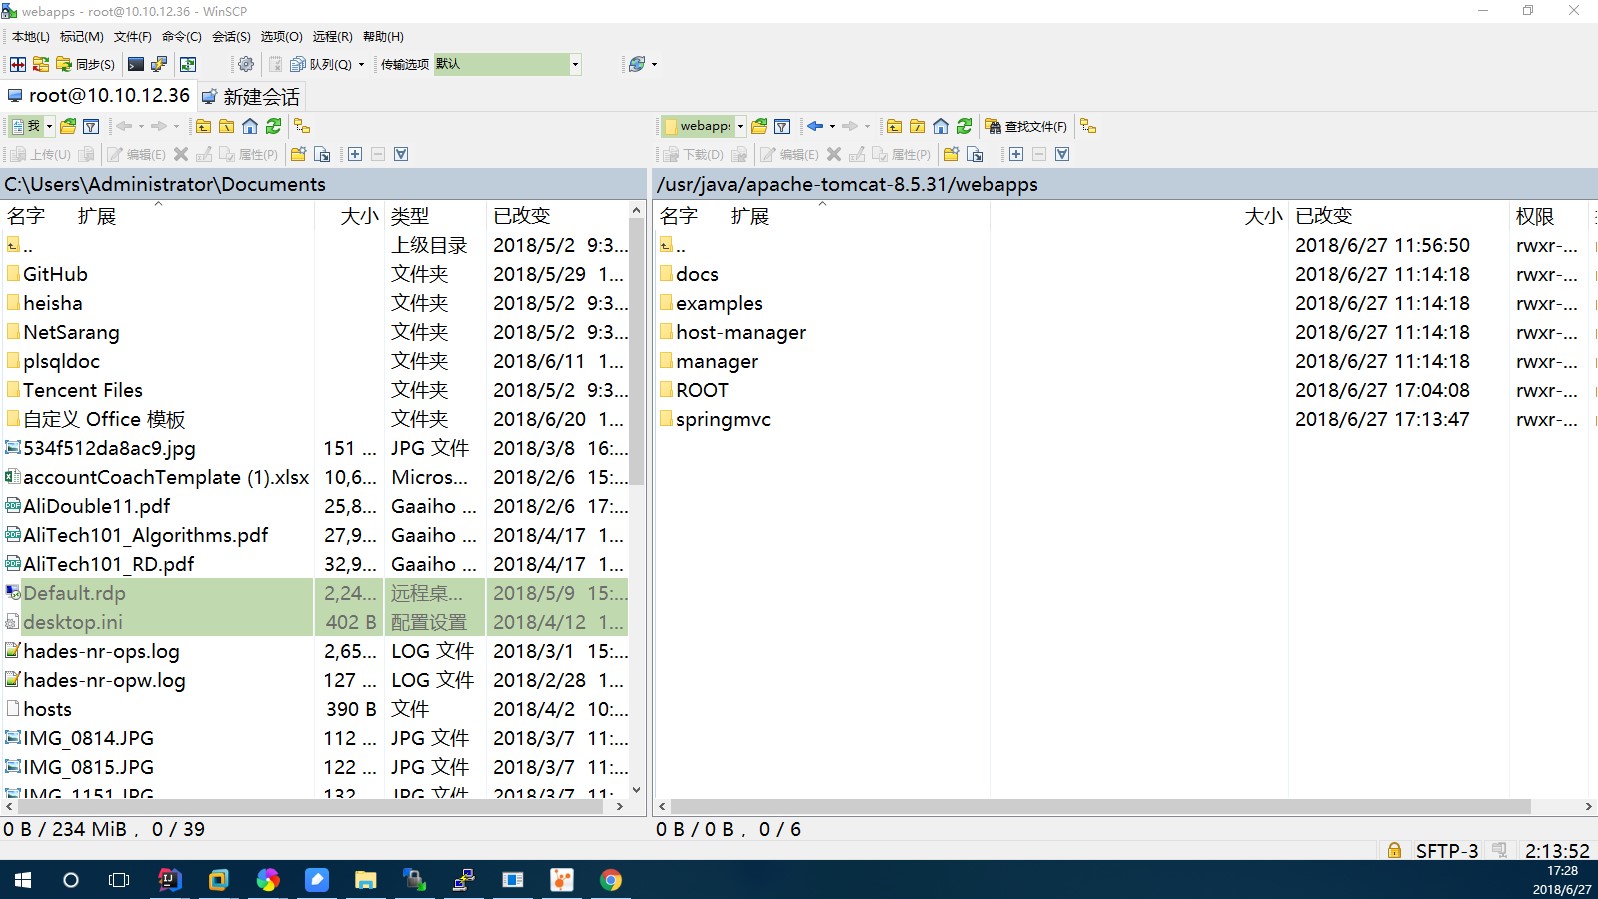 webapps - root@10.10.12.36 - WinSCP
本地(L) 标记(M) 文件(F) 命令(C) 会话(S) 选项(O) 远程(R) 帮助(H)
同步(S) 队列(Q) 传输选项 默认
root@10.10.12.36 新建会话
我 webapp 查找文件(F)
上传(U) 编辑(E) 属性(P) 下载(D) 编辑(E) 属性(P)
C:\Users\Administrator\Documents
名字 扩展 大小 类型 已改变
.. 上级目录 2018/5/2 9:3...
GitHub 文件夹 2018/5/29 1...
heisha 文件夹 2018/5/2 9:3...
NetSarang 文件夹 2018/5/2 9:3...
plsqldoc 文件夹 2018/6/11 1...
Tencent Files 文件夹 2018/5/2 9:3...
自定义 Office 模板 文件夹 2018/6/20 1...
534f512da8ac9.jpg 151 ... JPG 文件 2018/3/8 16:...
accountCoachTemplate (1).xlsx 10,6... Micros... 2018/2/6 15:...
AliDouble11.pdf 25,8... Gaaiho ... 2018/2/6 17:...
AliTech101_Algorithms.pdf 27,9... Gaaiho ... 2018/4/17 1...
AliTech101_RD.pdf 32,9... Gaaiho ... 2018/4/17 1...
Default.rdp 2,24... 远程桌... 2018/5/9 15:...
desktop.ini 402 B 配置设置 2018/4/12 1...
hades-nr-ops.log 2,65... LOG 文件 2018/3/1 15:...
hades-nr-opw.log 127 ... LOG 文件 2018/2/28 1...
hosts 390 B 文件 2018/4/2 10:...
IMG_0814.JPG 112 ... JPG 文件 2018/3/7 11:...
IMG_0815.JPG 122 ... JPG 文件 2018/3/7 11:...
IMG_1151.JPG 132 ... JPG 文件 2018/3/7 11:...
0 B / 234 MiB , 0 / 39
/usr/java/apache-tomcat-8.5.31/webapps
名字 扩展 大小 已改变 权限
.. 2018/6/27 11:56:50 rwxr-...
docs 2018/6/27 11:14:18 rwxr-...
examples 2018/6/27 11:14:18 rwxr-...
host-manager 2018/6/27 11:14:18 rwxr-...
manager 2018/6/27 11:14:18 rwxr-...
ROOT 2018/6/27 17:04:08 rwxr-...
springmvc 2018/6/27 17:13:47 rwxr-...
0 B / 0 B , 0 / 6
SFTP-3 2:13:52
17:28
2018/6/27